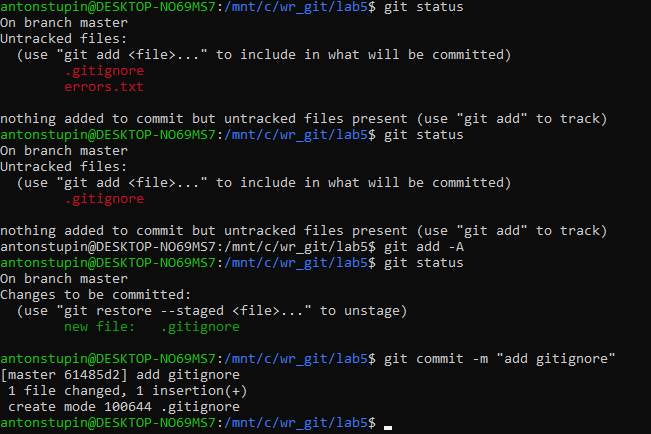 antonstupin@DESKTOP-NO69MS7:/mnt/c/wr_git/lab5$ git status
On branch master
Untracked files:
  (use "git add <file>..." to include in what will be committed)
        .gitignore
        errors.txt

nothing added to commit but untracked files present (use "git add" to track)
antonstupin@DESKTOP-NO69MS7:/mnt/c/wr_git/lab5$ git status
On branch master
Untracked files:
  (use "git add <file>..." to include in what will be committed)
        .gitignore

nothing added to commit but untracked files present (use "git add" to track)
antonstupin@DESKTOP-NO69MS7:/mnt/c/wr_git/lab5$ git add -A
antonstupin@DESKTOP-NO69MS7:/mnt/c/wr_git/lab5$ git status
On branch master
Changes to be committed:
  (use "git restore --staged <file>..." to unstage)
        new file:   .gitignore

antonstupin@DESKTOP-NO69MS7:/mnt/c/wr_git/lab5$ git commit -m "add gitignore"
[master 61485d2] add gitignore
 1 file changed, 1 insertion(+)
 create mode 100644 .gitignore
antonstupin@DESKTOP-NO69MS7:/mnt/c/wr_git/lab5$